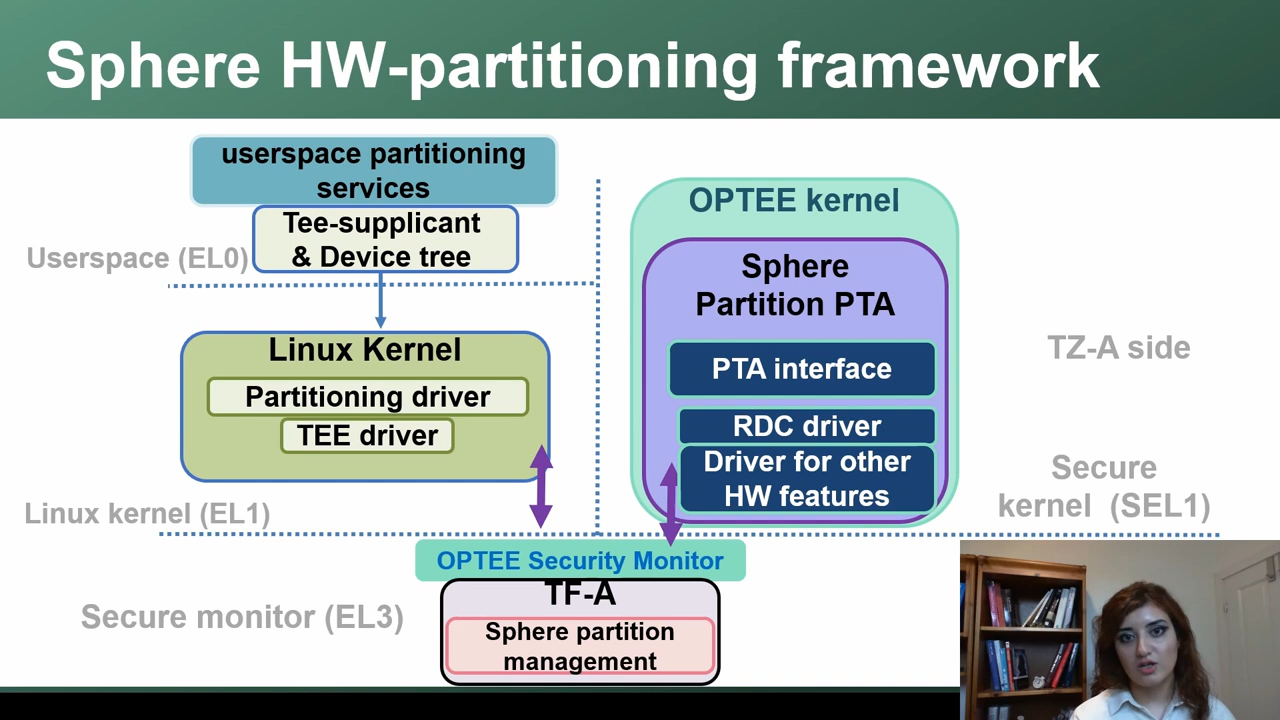 Sphere HW-partitioning framework
userspace partitioning
services
Tee-supplicant
& Device tree
Userspace (EL0)
Linux Kernel
Partitioning driver
TEE driver
Linux kernel (EL1)
OPTEE kernel
Sphere
Partition PTA
PTA interface
RDC driver
Driver for other
HW features
TZ-A side
Secure
kernel (SEL1)
OPTEE Security Monitor
TF-A
Sphere partition
management
Secure monitor (EL3)